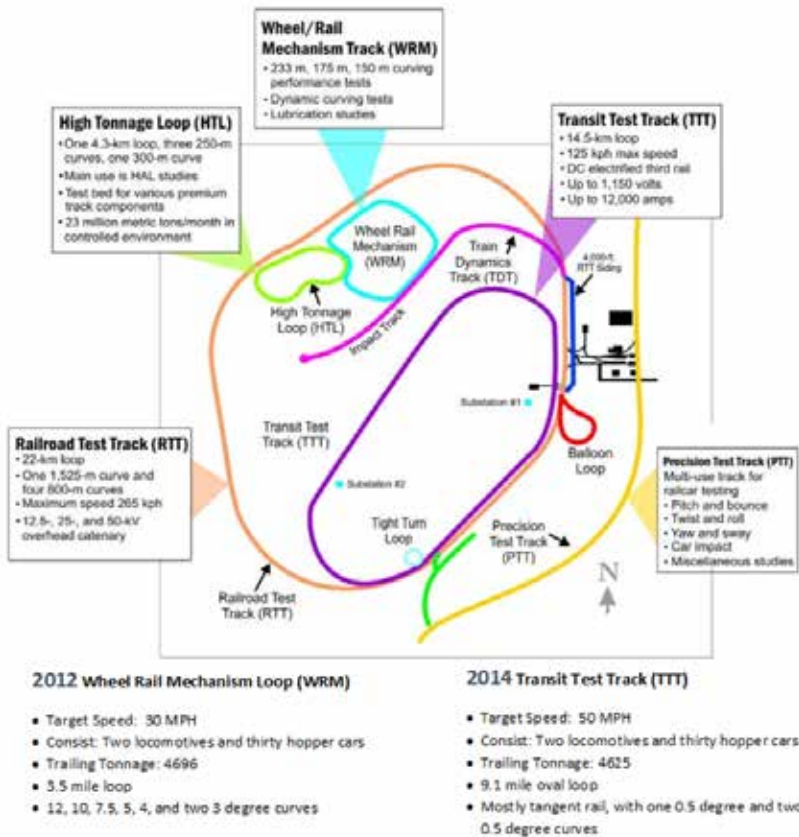 Wheel/Rail
Mechanism Track (WRM)
• 233 m, 175 m, 150 m curving
performance tests
• Dynamic curving tests
• Lubrication studies
High Tonnage Loop (HTL)
• One 4.3-km loop, three 250-m
curves, one 300-m curve
• Main use is HAL studies
• Test bed for various premium
track components
• 23 million metric tons/month in
controlled environment
Transit Test Track (TTT)
• 14.5-km loop
• 125 kph max speed
• DC electrified third rail
• Up to 1,150 volts
• Up to 12,000 amps
Wheel Rail
Mechanism
(WRM)
Train
Dynamics
Track (TDT)
4,000-ft.
RTT Siding
High Tonnage
Loop (HTL)
Impact Track
Transit Test
Track (TTT)
Substation #1
Balloon
Loop
Railroad Test Track (RTT)
• 22-km loop
• One 1,525-m curve and
four 800-m curves
• Maximum speed 265 kph
• 12.5-, 25-, and 50-kV
overhead catenary
Substation #2
Precision Test Track (PTT)
Multi-use track for
railcar testing
- Pitch and bounce
- Twist and roll
- Yaw and sway
- Car impact
- Miscellaneous studies
Tight Turn
Loop
Precision
Test Track
(PTT)
N
Railroad Test
Track (RTT)
2012 Wheel Rail Mechanism Loop (WRM)
• Target Speed: 30 MPH
• Consist: Two locomotives and thirty hopper cars
• Trailing Tonnage: 4696
• 3.5 mile loop
• 12, 10, 7.5, 5, 4, and two 3 degree curves
2014 Transit Test Track (TTT)
• Target Speed: 50 MPH
• Consist: Two locomotives and thirty hopper cars
• Trailing Tonnage: 4625
• 9.1 mile oval loop
• Mostly tangent rail, with one 0.5 degree and two
0.5 degree curves